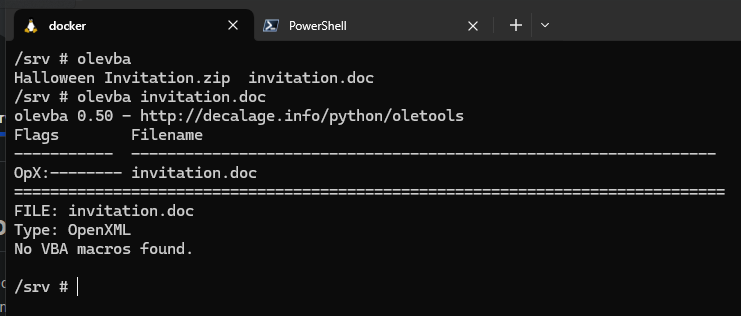 docker
PowerShell
/srv # olevba
Halloween Invitation.zip  invitation.doc
/srv # olevba invitation.doc
olevba 0.50 - http://decalage.info/python/oletools
Flags        Filename
-----------  -----------------------------------------------------------------
OpX:-------- invitation.doc
===============================================================================
FILE: invitation.doc
Type: OpenXML
No VBA macros found.
/srv #